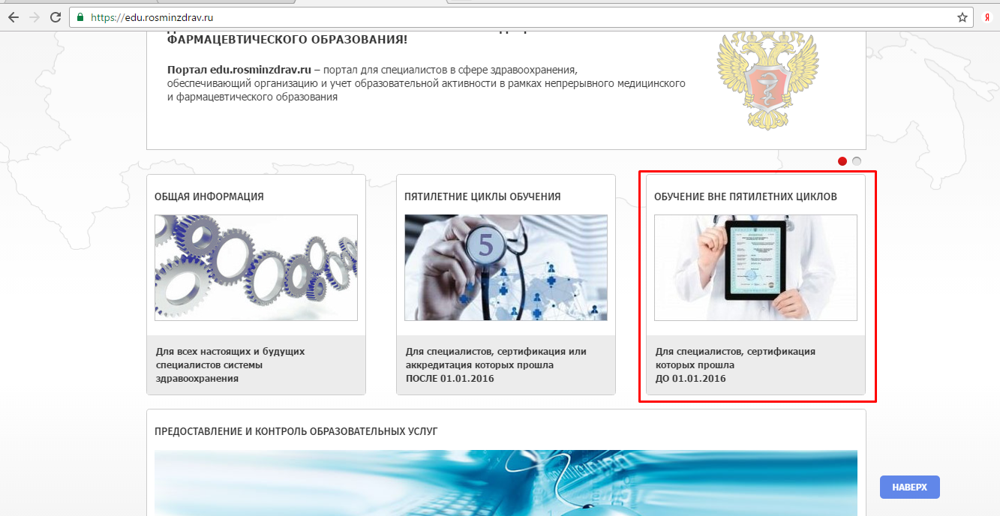 https://edu.rosminzdrav.ru
ФАРМАЦЕВТИЧЕСКОГО ОБРАЗОВАНИЯ!
Портал edu.rosminzdrav.ru – портал для специалистов в сфере здравоохранения,
обеспечивающий организацию и учет образовательной активности в рамках непрерывного медицинского
и фармацевтического образования
ОБЩАЯ ИНФОРМАЦИЯ
Для всех настоящих и будущих
специалистов системы
здравоохранения
ПЯТИЛЕТНИЕ ЦИКЛЫ ОБУЧЕНИЯ
5
Для специалистов, сертификация или
аккредитация которых прошла
ПОСЛЕ 01.01.2016
ОБУЧЕНИЕ ВНЕ ПЯТИЛЕТНИХ ЦИКЛОВ
Для специалистов, сертификация
которых прошла
ДО 01.01.2016
ПРЕДОСТАВЛЕНИЕ И КОНТРОЛЬ ОБРАЗОВАТЕЛЬНЫХ УСЛУГ
НАВЕРХ